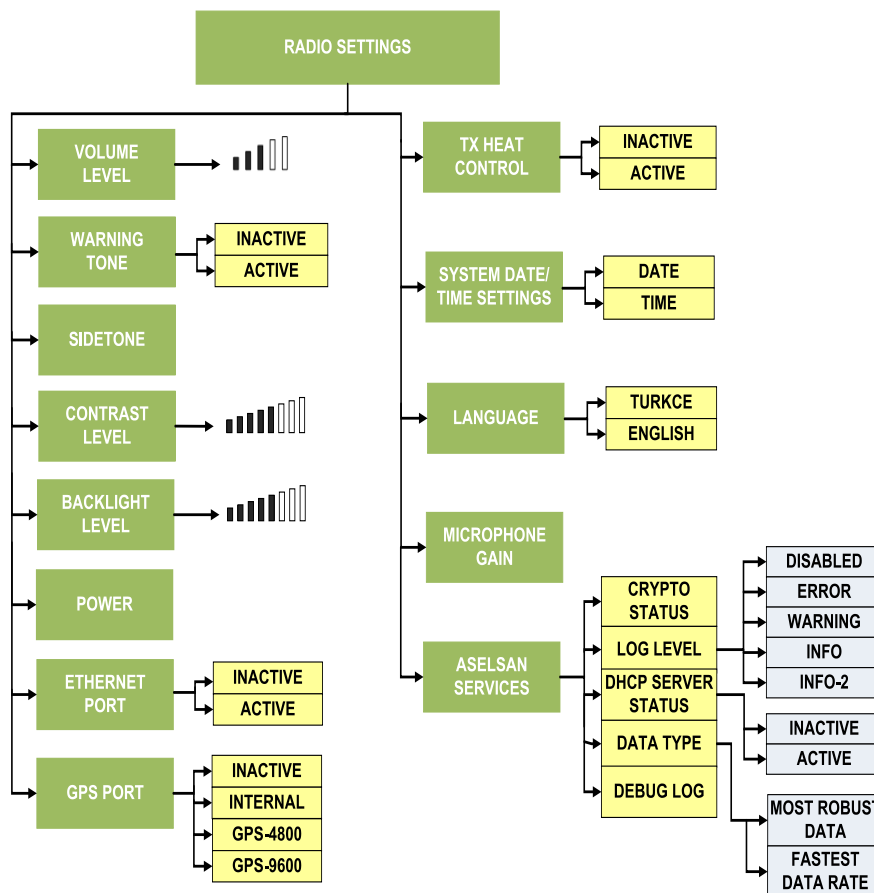 RADIO SETTINGS
VOLUME
LEVEL
WARNING
TONE
INACTIVE
ACTIVE
SIDETONE
CONTRAST
LEVEL
BACKLIGHT
LEVEL
POWER
ETHERNET
PORT
INACTIVE
ACTIVE
GPS PORT
INACTIVE
INTERNAL
GPS-4800
GPS-9600
TX HEAT
CONTROL
INACTIVE
ACTIVE
SYSTEM DATE/
TIME SETTINGS
DATE
TIME
LANGUAGE
TURKCE
ENGLISH
MICROPHONE
GAIN
ASELSAN
SERVICES
CRYPTO
STATUS
LOG LEVEL
DHCP SERVER
STATUS
DATA TYPE
DEBUG LOG
DISABLED
ERROR
WARNING
INFO
INFO-2
INACTIVE
ACTIVE
MOST ROBUST
DATA
FASTEST
DATA RATE